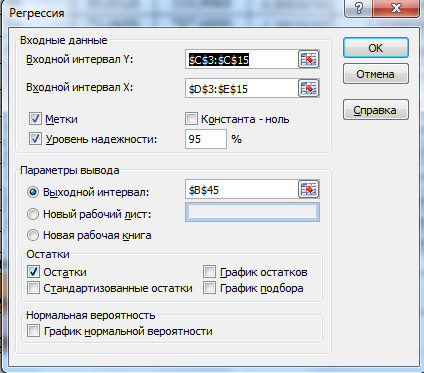 Регрессия
Входные данные
Входной интервал Y:
$C$3:$C$15
Входной интервал X:
$D$3:$E$15
Метки
Константа - ноль
Уровень надежности:
95
%
OK
Отмена
Справка
Параметры вывода
Выходной интервал:
$B$45
Новый рабочий лист:
Новая рабочая книга
Остатки
Остатки
График остатков
Стандартизованные остатки
График подбора
Нормальная вероятность
График нормальной вероятности